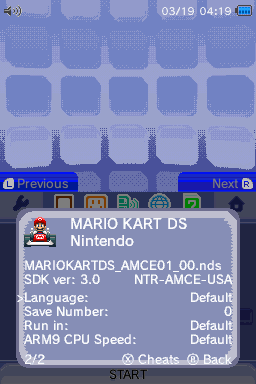 03/19 04:19
L Previous
Next R
MARIO KART DS
Nintendo
MARIOKARTDS_AMCE01_00.nds
SDK ver: 3.0 NTR-AMCE-USA
>Language: Default
Save Number: 0
Run in: Default
ARM9 CPU Speed: Default
2/2 Ⓧ Cheats Ⓑ Back
START